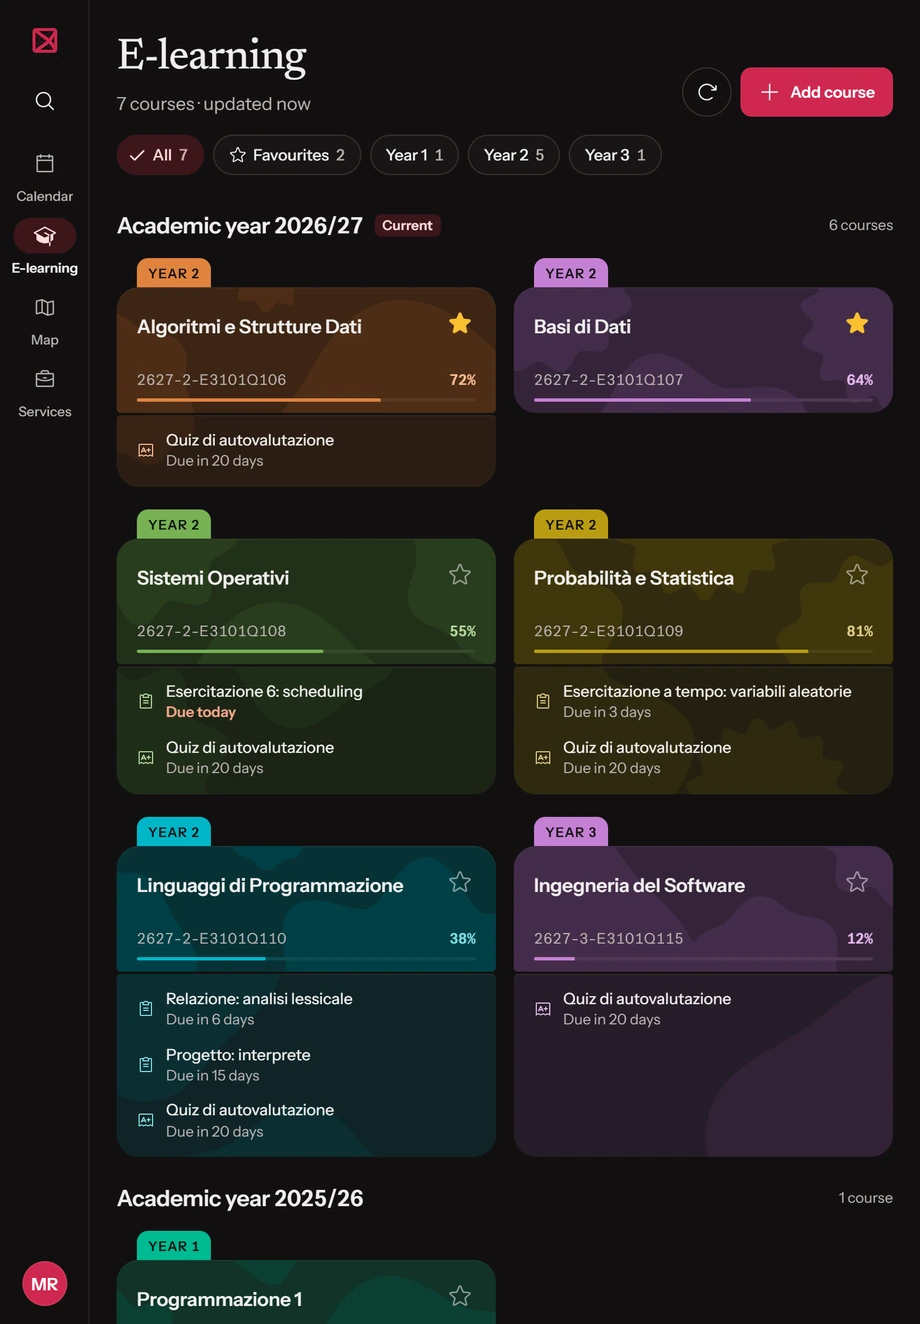 E-learning
7 courses · updated now
Add course
All 7
Favourites 2
Year 1 1
Year 2 5
Year 3 1
Calendar
E-learning
Map
Services
MR
Academic year 2026/27 Current
6 courses
YEAR 2
Algoritmi e Strutture Dati
2627-2-E3101Q106 72%
Quiz di autovalutazione
Due in 20 days
YEAR 2
Basi di Dati
2627-2-E3101Q107 64%
YEAR 2
Sistemi Operativi
2627-2-E3101Q108 55%
Esercitazione 6: scheduling
Due today
Quiz di autovalutazione
Due in 20 days
YEAR 2
Probabilità e Statistica
2627-2-E3101Q109 81%
Esercitazione a tempo: variabili aleatorie
Due in 3 days
Quiz di autovalutazione
Due in 20 days
YEAR 2
Linguaggi di Programmazione
2627-2-E3101Q110 38%
Relazione: analisi lessicale
Due in 6 days
Progetto: interprete
Due in 15 days
Quiz di autovalutazione
Due in 20 days
YEAR 3
Ingegneria del Software
2627-3-E3101Q115 12%
Quiz di autovalutazione
Due in 20 days
Academic year 2025/26
1 course
YEAR 1
Programmazione 1